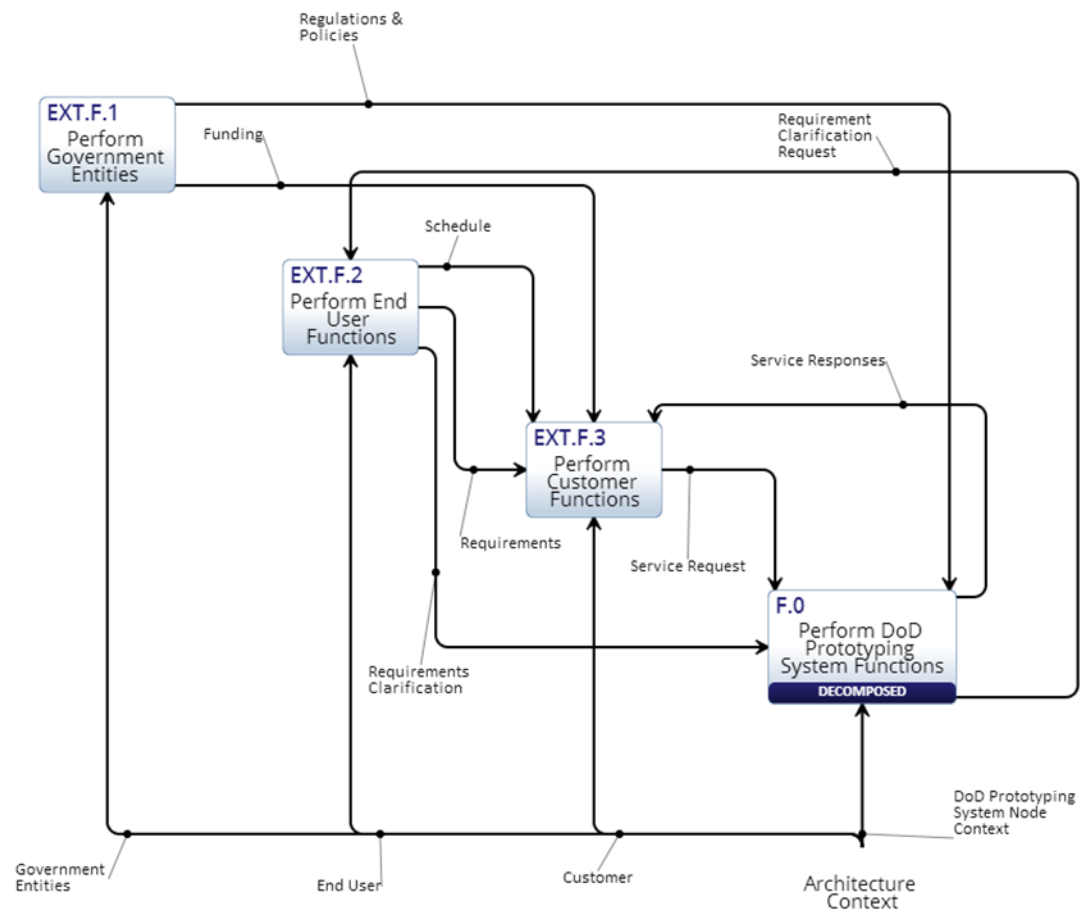 Regulations &
Policies
EXT.F.1
Perform
Government
Entities
Funding
Requirement
Clarification
Request
Schedule
EXT.F.2
Perform End
User
Functions
Service Responses
EXT.F.3
Perform
Customer
Functions
Requirements
Service Request
F.0
Perform DoD
Prototyping
System Functions
DECOMPOSED
Requirements
Clarification
DoD Prototyping
System Node
Context
Government
Entities
End User
Customer
Architecture
Context